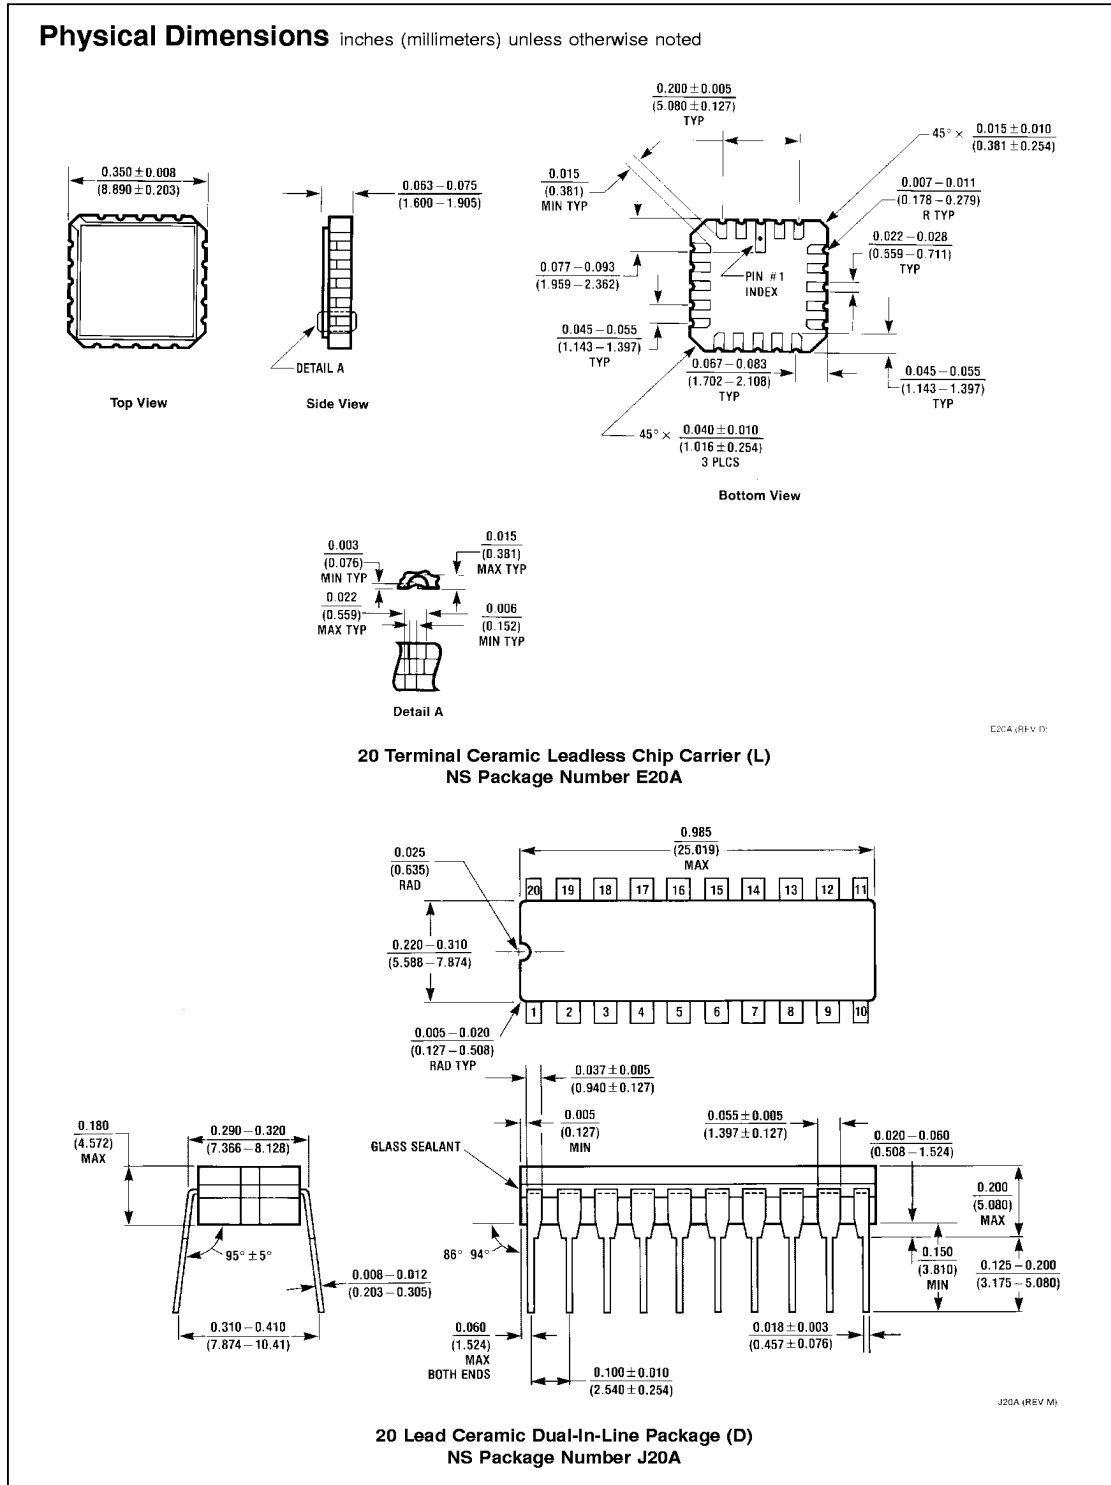 Physical Dimensions inches (millimeters) unless otherwise noted
0.350 ± 0.008
(8.890 ± 0.203)
Top View
0.063 – 0.075
(1.600 – 1.905)
DETAIL A
Side View
0.200 ± 0.005
(5.080 ± 0.127)
TYP
0.015
(0.381)
MIN TYP
45° × 0.015 ± 0.010
(0.381 ± 0.254)
0.007 – 0.011
(0.178 – 0.279)
R TYP
0.022 – 0.028
(0.559 – 0.711)
TYP
0.077 – 0.093
(1.959 – 2.362)
PIN #1
INDEX
0.045 – 0.055
(1.143 – 1.397)
TYP
0.067 – 0.083
(1.702 – 2.108)
TYP
0.045 – 0.055
(1.143 – 1.397)
TYP
45° × 0.040 ± 0.010
(1.016 ± 0.254)
3 PLCS
Bottom View
0.003
(0.076)
MIN TYP
0.015
(0.381)
MAX TYP
0.022
(0.559)
MAX TYP
0.006
(0.152)
MIN TYP
Detail A
E20A (REV D)
20 Terminal Ceramic Leadless Chip Carrier (L)
NS Package Number E20A
0.985
(25.019)
MAX
0.025
(0.635)
RAD
20 19 18 17 16 15 14 13 12 11
0.220 – 0.310
(5.588 – 7.874)
1 2 3 4 5 6 7 8 9 10
0.005 – 0.020
(0.127 – 0.508)
RAD TYP
0.037 ± 0.005
(0.940 ± 0.127)
0.005
(0.127)
MIN
0.055 ± 0.005
(1.397 ± 0.127)
0.020 – 0.060
(0.508 – 1.524)
0.180
(4.572)
MAX
0.290 – 0.320
(7.366 – 8.128)
GLASS SEALANT
0.200
(5.080)
MAX
95° ± 5°
86° 94°
0.150
(3.810)
MIN
0.125 – 0.200
(3.175 – 5.080)
0.008 – 0.012
(0.203 – 0.305)
0.310 – 0.410
(7.874 – 10.41)
0.060
(1.524)
MAX
BOTH ENDS
0.018 ± 0.003
(0.457 ± 0.076)
0.100 ± 0.010
(2.540 ± 0.254)
J20A (REV M)
20 Lead Ceramic Dual-In-Line Package (D)
NS Package Number J20A